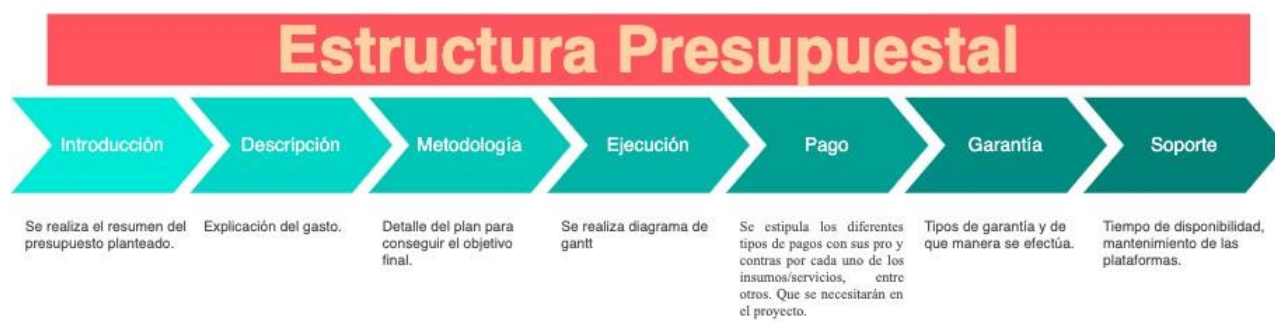 Estructura Presupuestal
Introducción
Descripción
Metodología
Ejecución
Pago
Garantía
Soporte
Se realiza el resumen del
presupuesto planteado.
Explicación del gasto.
Detalle del plan para
conseguir el objetivo
final.
Se realiza diagrama de
gantt
Se estipula los diferentes
tipos de pagos con sus pro y
contras por cada uno de los
insumos/servicios, entre
otros. Que se necesitarán en
el proyecto.
Tipos de garantía y de
que manera se efectúa.
Tiempo de disponibilidad,
mantenimiento de las
plataformas.